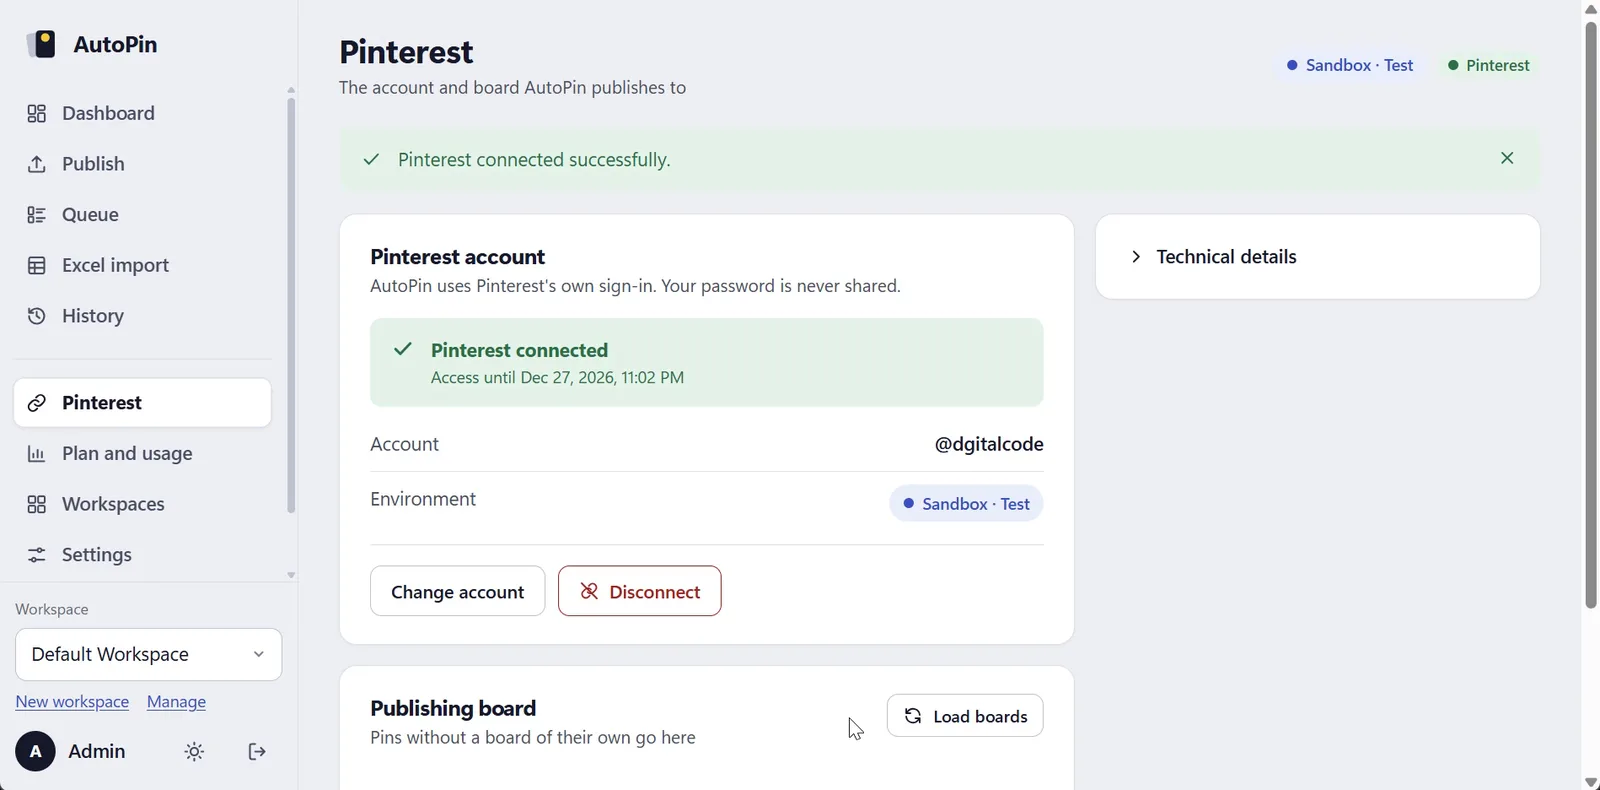 AutoPin
Dashboard
Publish
Queue
Excel import
History
Pinterest
Plan and usage
Workspaces
Settings
Workspace
Default Workspace
New workspace Manage
A Admin
Pinterest
The account and board AutoPin publishes to
Sandbox · Test Pinterest
Pinterest connected successfully.
Pinterest account
AutoPin uses Pinterest's own sign-in. Your password is never shared.
Pinterest connected
Access until Dec 27, 2026, 11:02 PM
Account @dgitalcode
Environment Sandbox · Test
Change account Disconnect
Technical details
Publishing board
Pins without a board of their own go here
Load boards